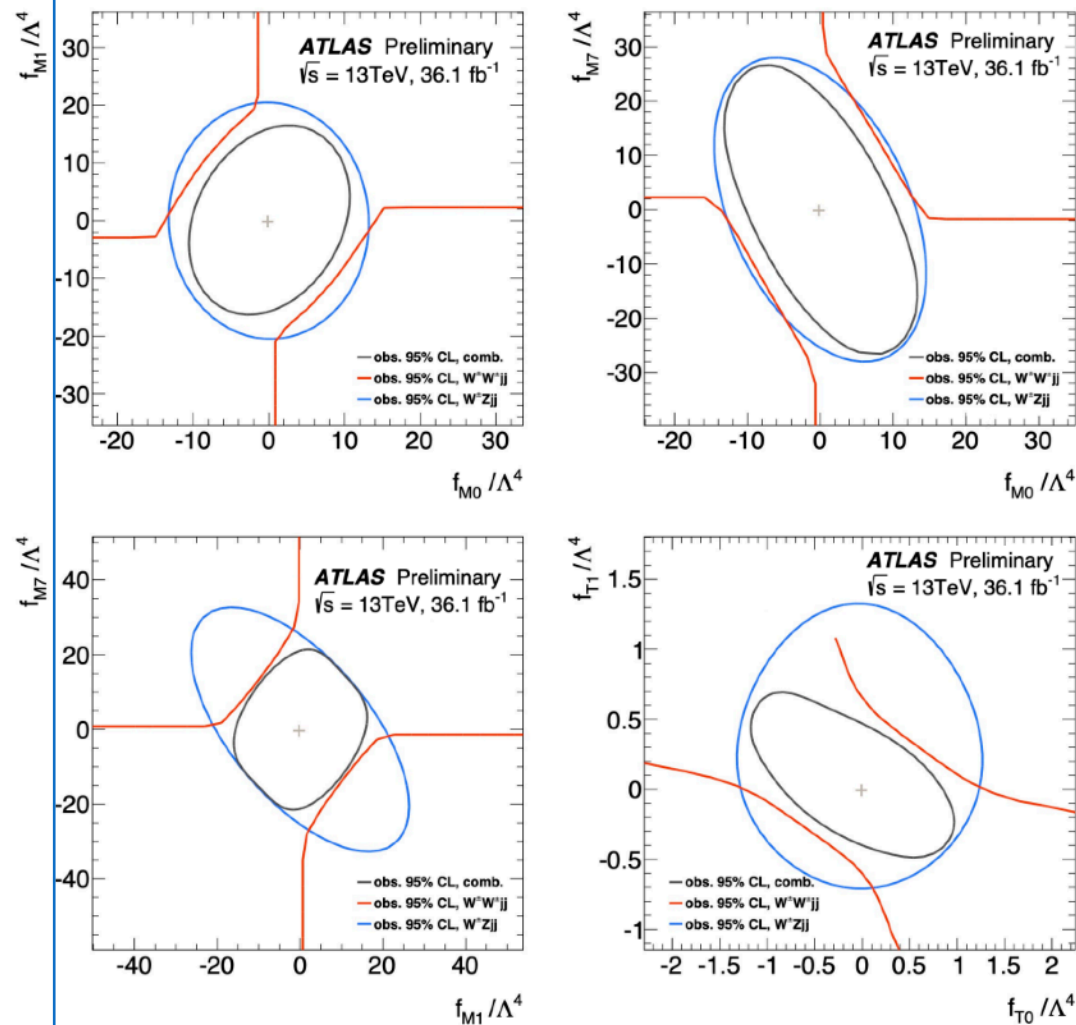 f_M1 /Λ⁴
ATLAS Preliminary
√s = 13TeV, 36.1 fb⁻¹
30
20
10
0
-10
-20
-30
obs. 95% CL, comb.
obs. 95% CL, W±W±jj
obs. 95% CL, W±Zjj
-20 -10 0 10 20 30
f_M0 /Λ⁴
f_M7 /Λ⁴
ATLAS Preliminary
√s = 13TeV, 36.1 fb⁻¹
30
20
10
0
-10
-20
-30
obs. 95% CL, comb.
obs. 95% CL, W±W±jj
obs. 95% CL, W±Zjj
-20 -10 0 10 20 30
f_M0 /Λ⁴
f_M7 /Λ⁴
ATLAS Preliminary
√s = 13TeV, 36.1 fb⁻¹
40
20
0
-20
-40
obs. 95% CL, comb.
obs. 95% CL, W±W±jj
obs. 95% CL, W±Zjj
-40 -20 0 20 40
f_M1 /Λ⁴
f_T1 /Λ⁴
ATLAS Preliminary
√s = 13TeV, 36.1 fb⁻¹
1.5
1
0.5
0
-0.5
-1
obs. 95% CL, comb.
obs. 95% CL, W±W±jj
obs. 95% CL, W±Zjj
-2 -1.5 -1 -0.5 0 0.5 1 1.5 2
f_T0 /Λ⁴